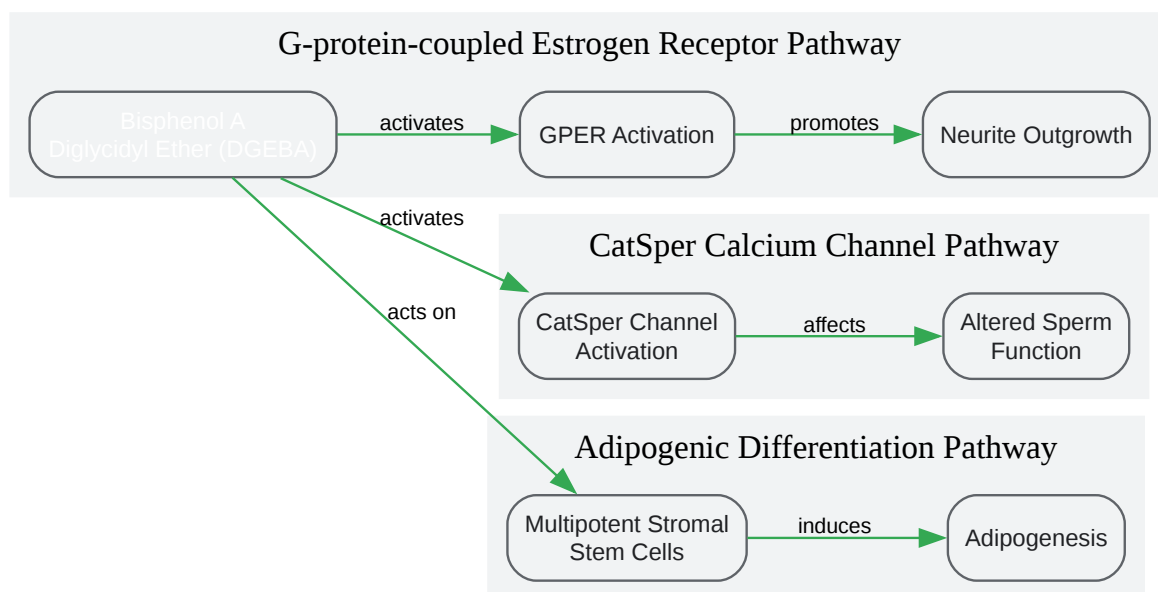 G-protein-coupled Estrogen Receptor Pathway
Bisphenol A
Diglycidyl Ether (DGEBA)
activates
GPER Activation
promotes
Neurite Outgrowth
activates
CatSper Calcium Channel Pathway
acts on
CatSper Channel
Activation
affects
Altered Sperm
Function
Adipogenic Differentiation Pathway
Multipotent Stromal
Stem Cells
induces
Adipogenesis